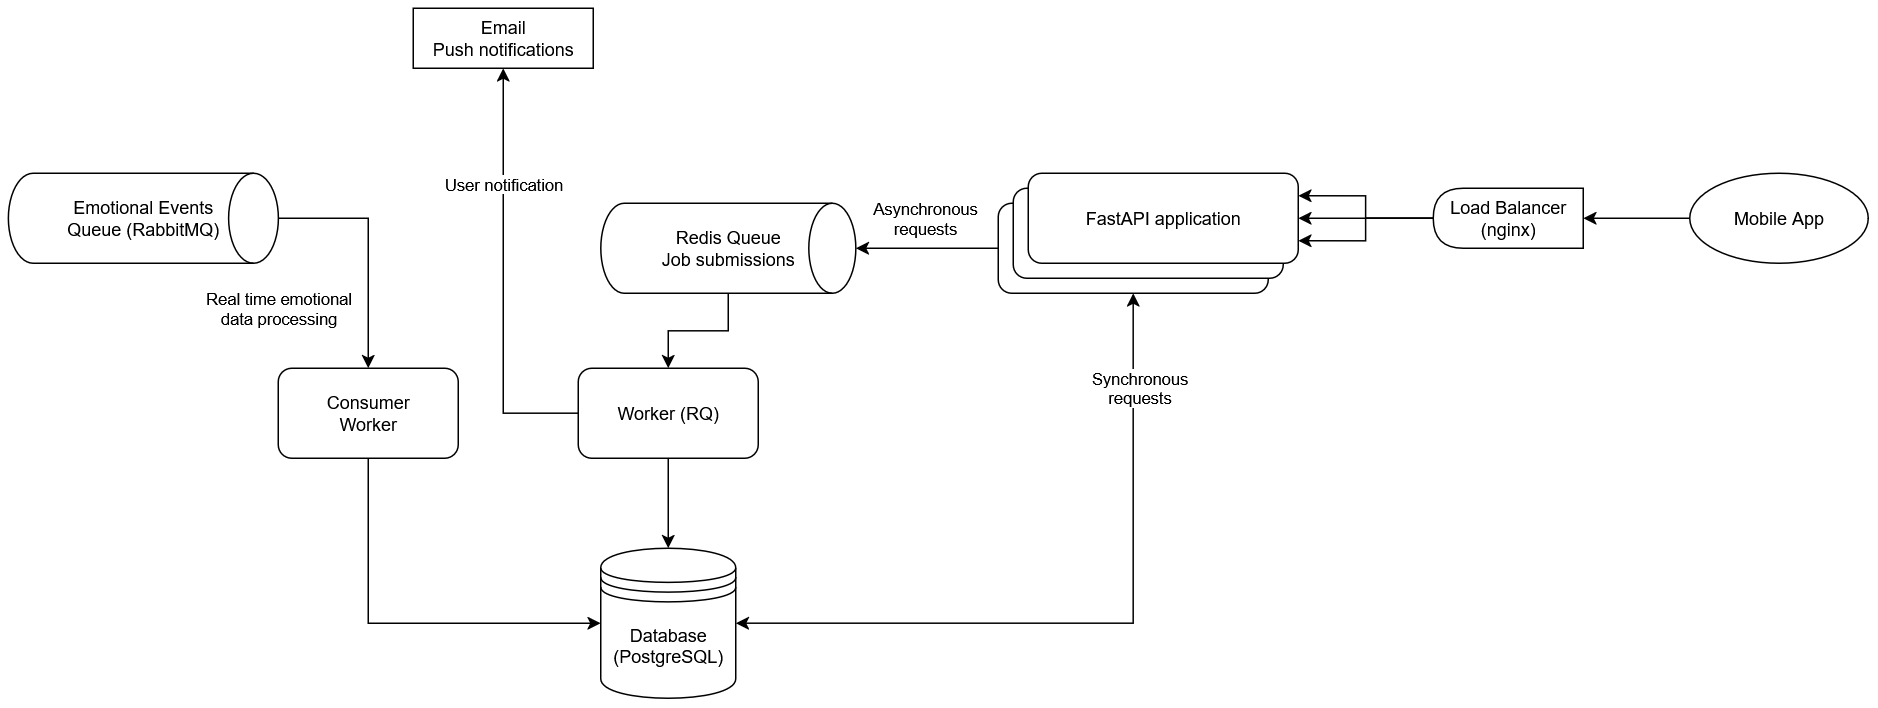 Email
Push notifications
User notification
Emotional Events
Queue (RabbitMQ)
Real time emotional
data processing
Consumer
Worker
Redis Queue
Job submissions
Asynchronous
requests
FastAPI application
Load Balancer
(nginx)
Mobile App
Worker (RQ)
Synchronous
requests
Database
(PostgreSQL)